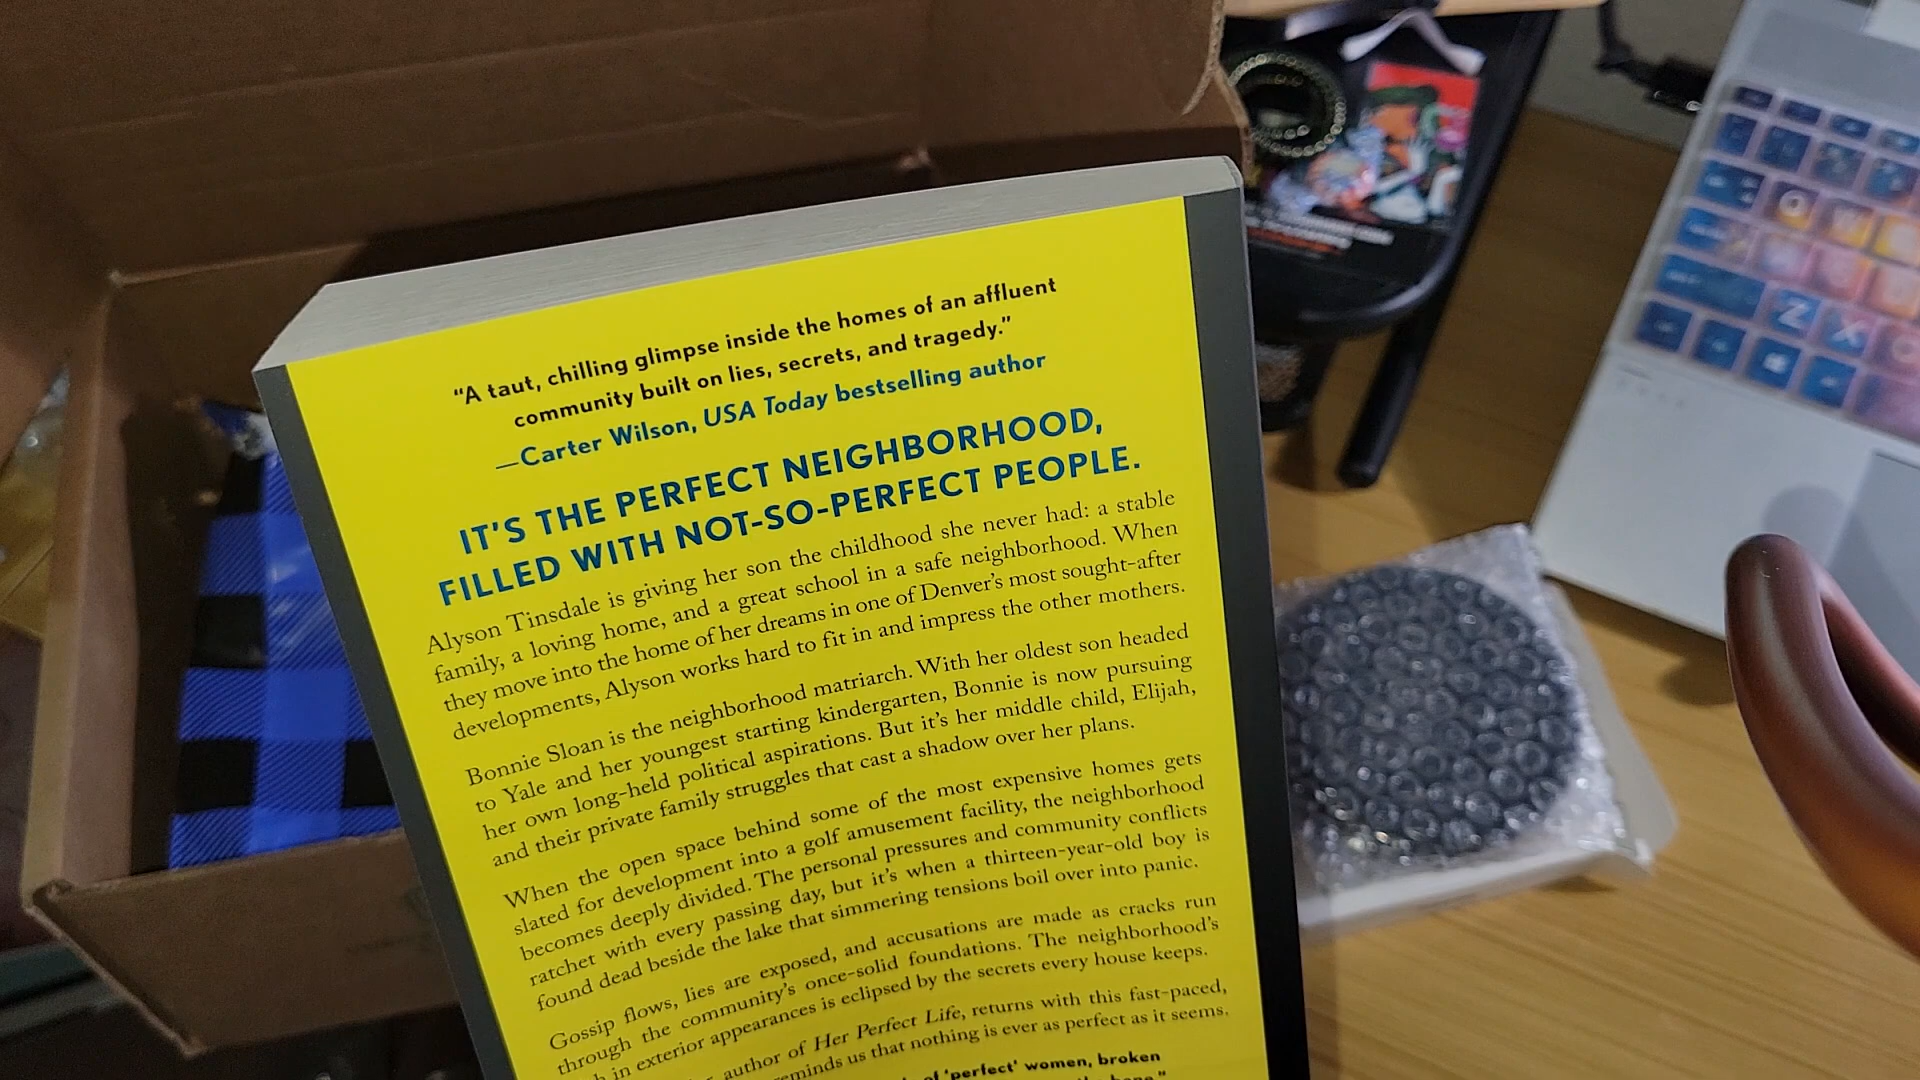 “A taut, chilling glimpse inside the homes of an affluent
community built on lies, secrets, and tragedy.”
—Carter Wilson, USA Today bestselling author
IT’S THE PERFECT NEIGHBORHOOD,
FILLED WITH NOT-SO-PERFECT PEOPLE.
Alyson Tinsdale is giving her son the childhood she never had: a stable
family, a loving home, and a great school in a safe neighborhood. When
they move into the home of her dreams in one of Denver’s most sought-after
developments, Alyson works hard to fit in and impress the other mothers.
Bonnie Sloan is the neighborhood matriarch. With her oldest son headed
to Yale and her youngest starting kindergarten, Bonnie is now pursuing
her own long-held political aspirations. But it’s her middle child, Elijah,
and their private family struggles that cast a shadow over her plans.
When the open space behind some of the most expensive homes gets
slated for development into a golf amusement facility, the neighborhood
becomes deeply divided. The personal pressures and community conflicts
ratchet with every passing day, but it’s when a thirteen-year-old boy is
found dead beside the lake that simmering tensions boil over into panic.
Gossip flows, lies are exposed, and accusations are made as cracks run
through the community’s once-solid foundations. The neighborhood’s
in exterior appearances is eclipsed by the secrets every house keeps.
author of Her Perfect Life, returns with this fast-paced,
us that nothing is ever as perfect as it seems.
of ‘perfect’ women, broken
Q W
Z X